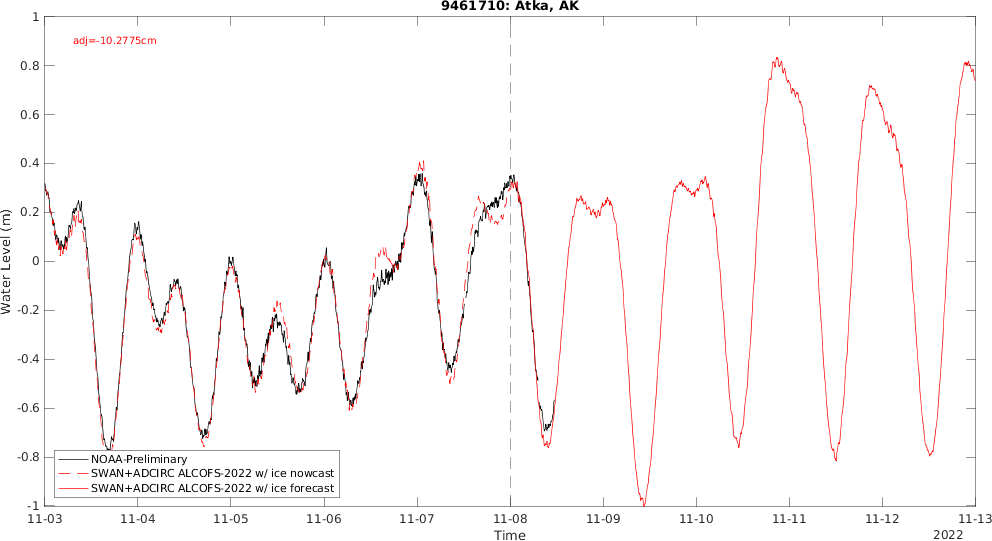 9461710: Atka, AK
adj=-10.2775cm
1
0.8
0.6
0.4
0.2
0
-0.2
-0.4
-0.6
-0.8
-1
Water Level (m)
NOAA-Preliminary
SWAN+ADCIRC ALCOFS-2022 w/ ice nowcast
SWAN+ADCIRC ALCOFS-2022 w/ ice forecast
11-03 11-04 11-05 11-06 11-07 11-08 11-09 11-10 11-11 11-12 11-13
Time
2022